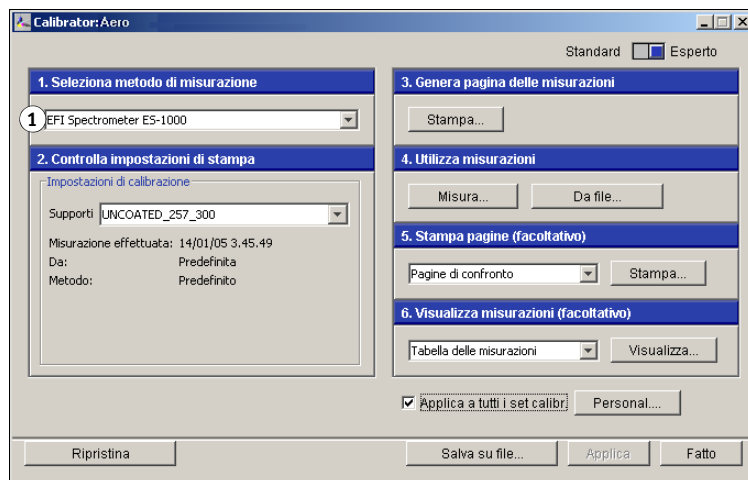 Calibrator: Aero
Standard Esperto
1. Seleziona metodo di misurazione
1 EFI Spectrometer ES-1000
2. Controlla impostazioni di stampa
Impostazioni di calibrazione
Supporti UNCOATED_257_300
Misurazione effettuata: 14/01/05 3.45.49
Da: Predefinita
Metodo: Predefinito
3. Genera pagina delle misurazioni
Stampa...
4. Utilizza misurazioni
Misura... Da file...
5. Stampa pagine (facoltativo)
Pagine di confronto Stampa...
6. Visualizza misurazioni (facoltativo)
Tabella delle misurazioni Visualizza...
Applica a tutti i set calibr. Personal....
Ripristina Salva su file... Applica Fatto